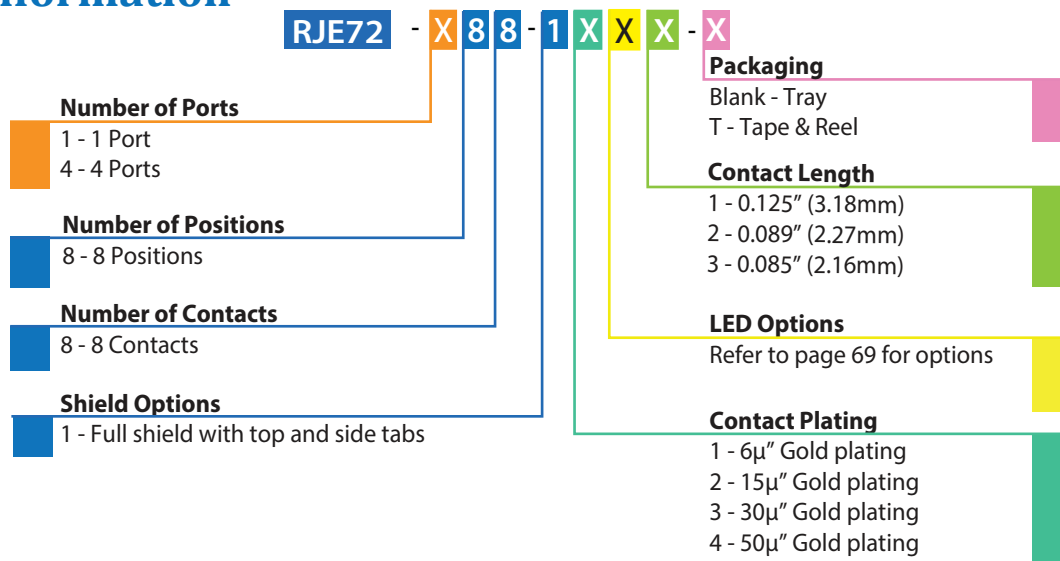 RJE72 - X 8 8 - 1 X X X - X
Number of Ports
1 - 1 Port
4 - 4 Ports
Number of Positions
8 - 8 Positions
Number of Contacts
8 - 8 Contacts
Shield Options
1 - Full shield with top and side tabs
Packaging
Blank - Tray
T - Tape & Reel
Contact Length
1 - 0.125” (3.18mm)
2 - 0.089” (2.27mm)
3 - 0.085” (2.16mm)
LED Options
Refer to page 69 for options
Contact Plating
1 - 6µ” Gold plating
2 - 15µ” Gold plating
3 - 30µ” Gold plating
4 - 50µ” Gold plating